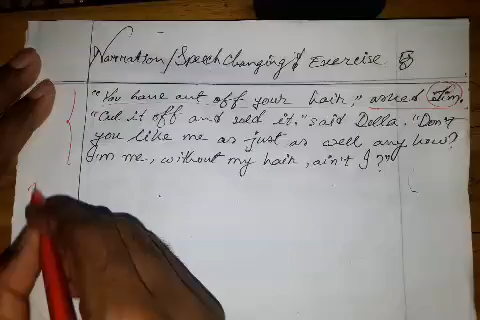 Narration/Speech Changing Exercise 8
"You have cut off your hair," asked Jim.
"Cut it off and sold it," said Della. "Don't
you like me as just as well any how?
I'm me, without my hair, ain't I?"